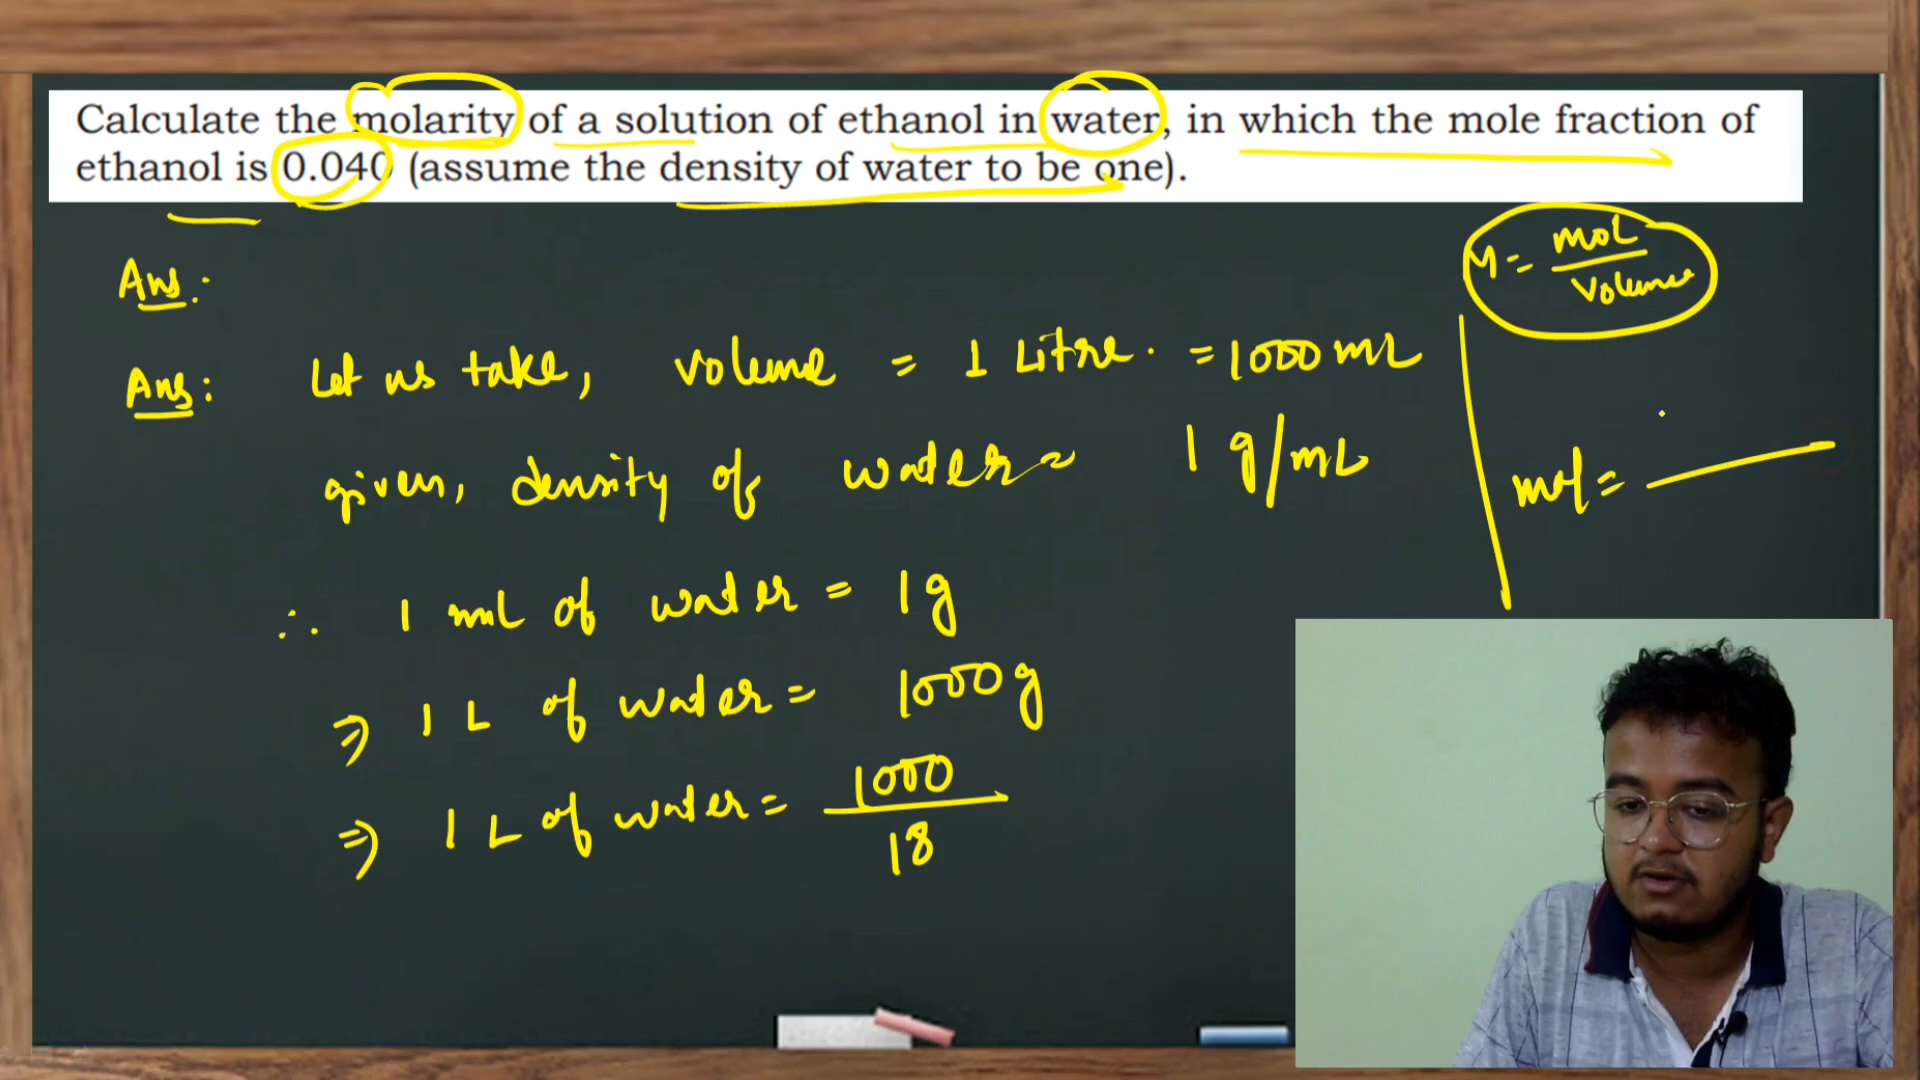 Calculate the molarity of a solution of ethanol in water, in which the mole fraction of
ethanol is 0.040 (assume the density of water to be one).
M = mol / Volume
Ans:
Ans: Let us take, volume = 1 Litre. = 1000 mL
given, density of water = 1 g/mL
mol =
∴ 1 mL of water = 1g
⇒ 1 L of water = 1000g
⇒ 1 L of water = 1000 / 18